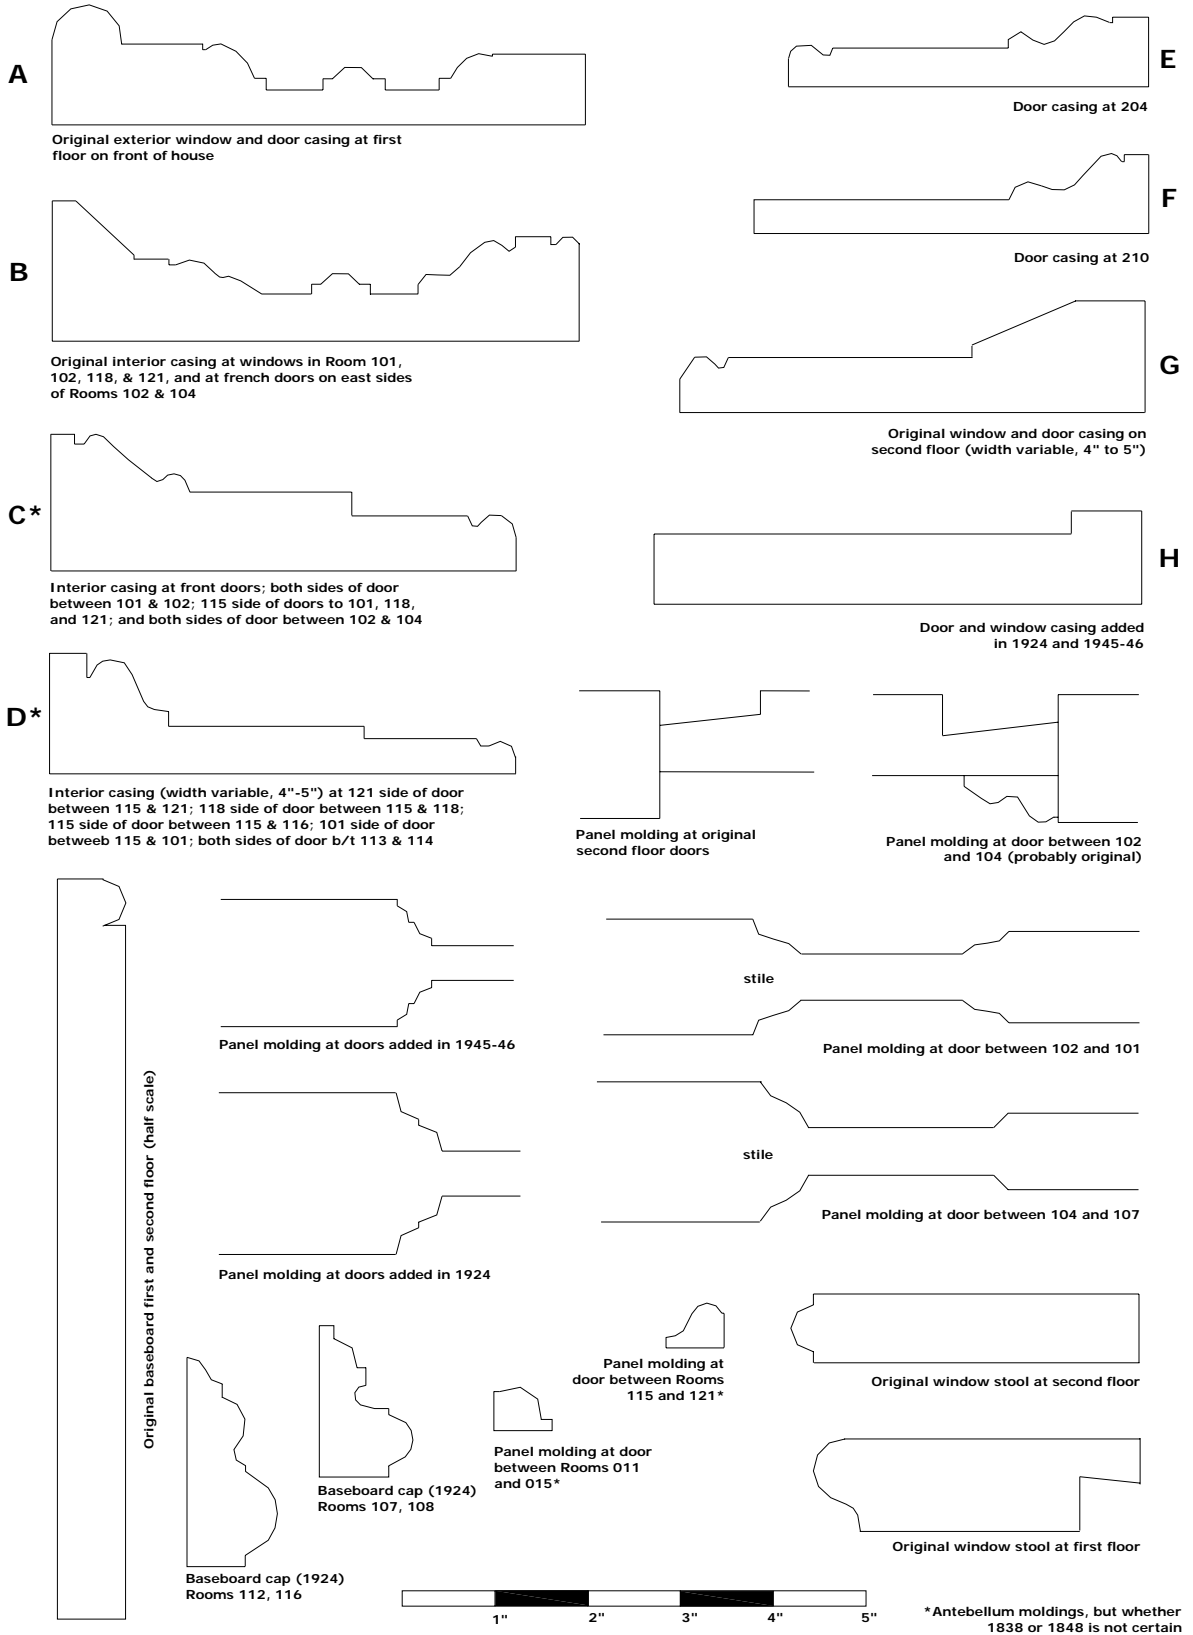 A
Original exterior window and door casing at first
floor on front of house
B
Original interior casing at windows in Room 101,
102, 118, & 121, and at french doors on east sides
of Rooms 102 & 104
C*
Interior casing at front doors; both sides of door
between 101 & 102; 115 side of doors to 101, 118,
and 121; and both sides of door between 102 & 104
D*
Interior casing (width variable, 4"-5") at 121 side of door
between 115 & 121; 118 side of door between 115 & 118;
115 side of door between 115 & 116; 101 side of door
betweeb 115 & 101; both sides of door b/t 113 & 114
E
Door casing at 204
F
Door casing at 210
G
Original window and door casing on
second floor (width variable, 4" to 5")
H
Door and window casing added
in 1924 and 1945-46
Panel molding at original
second floor doors
Panel molding at door between 102
and 104 (probably original)
Original baseboard first and second floor (half scale)
Panel molding at doors added in 1945-46
stile
Panel molding at door between 102 and 101
Panel molding at doors added in 1924
stile
Panel molding at door between 104 and 107
Baseboard cap (1924)
Rooms 112, 116
Baseboard cap (1924)
Rooms 107, 108
Panel molding at door
between Rooms 011
and 015*
Panel molding at
door between Rooms
115 and 121*
Original window stool at second floor
Original window stool at first floor
1"
2"
3"
4"
5"
*Antebellum moldings, but whether
1838 or 1848 is not certain